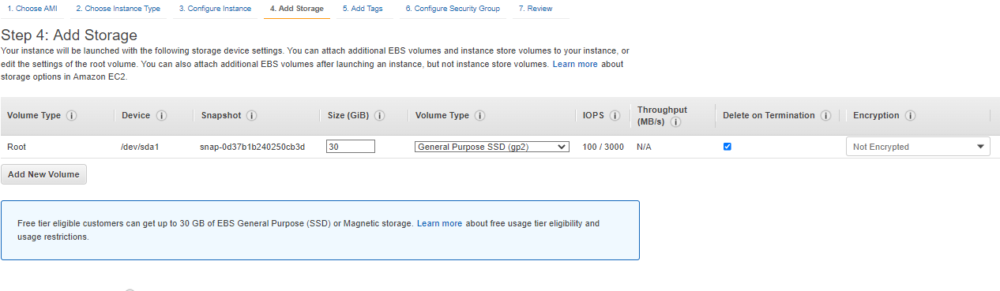 1. Choose AMI 2. Choose Instance Type 3. Configure Instance 4. Add Storage 5. Add Tags 6. Configure Security Group 7. Review
Step 4: Add Storage
Your instance will be launched with the following storage device settings. You can attach additional EBS volumes and instance store volumes to your instance, or
edit the settings of the root volume. You can also attach additional EBS volumes after launching an instance, but not instance store volumes. Learn more about
storage options in Amazon EC2.
Volume Type i Device i Snapshot i Size (GiB) i Volume Type i IOPS i Throughput (MB/s) i Delete on Termination i Encryption i
Root /dev/sda1 snap-0d37b1b240250cb3d 30 General Purpose SSD (gp2) 100 / 3000 N/A Not Encrypted
Add New Volume
Free tier eligible customers can get up to 30 GB of EBS General Purpose (SSD) or Magnetic storage. Learn more about free usage tier eligibility and
usage restrictions.